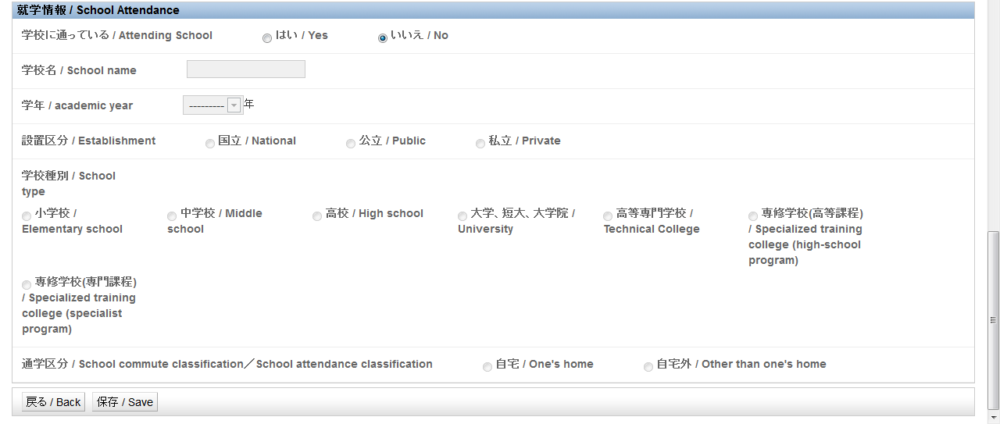 就学情報 / School Attendance
学校に通っている / Attending School はい / Yes いいえ / No
学校名 / School name
学年 / academic year --------- 年
設置区分 / Establishment 国立 / National 公立 / Public 私立 / Private
学校種別 / School
type
小学校 /
Elementary school
中学校 / Middle
school
高校 / High school
大学、短大、大学院 /
University
高等専門学校 /
Technical College
専修学校(高等課程)
/ Specialized training
college (high-school
program)
専修学校(専門課程)
/ Specialized training
college (specialist
program)
通学区分 / School commute classification／School attendance classification 自宅 / One's home 自宅外 / Other than one's home
戻る / Back 保存 / Save